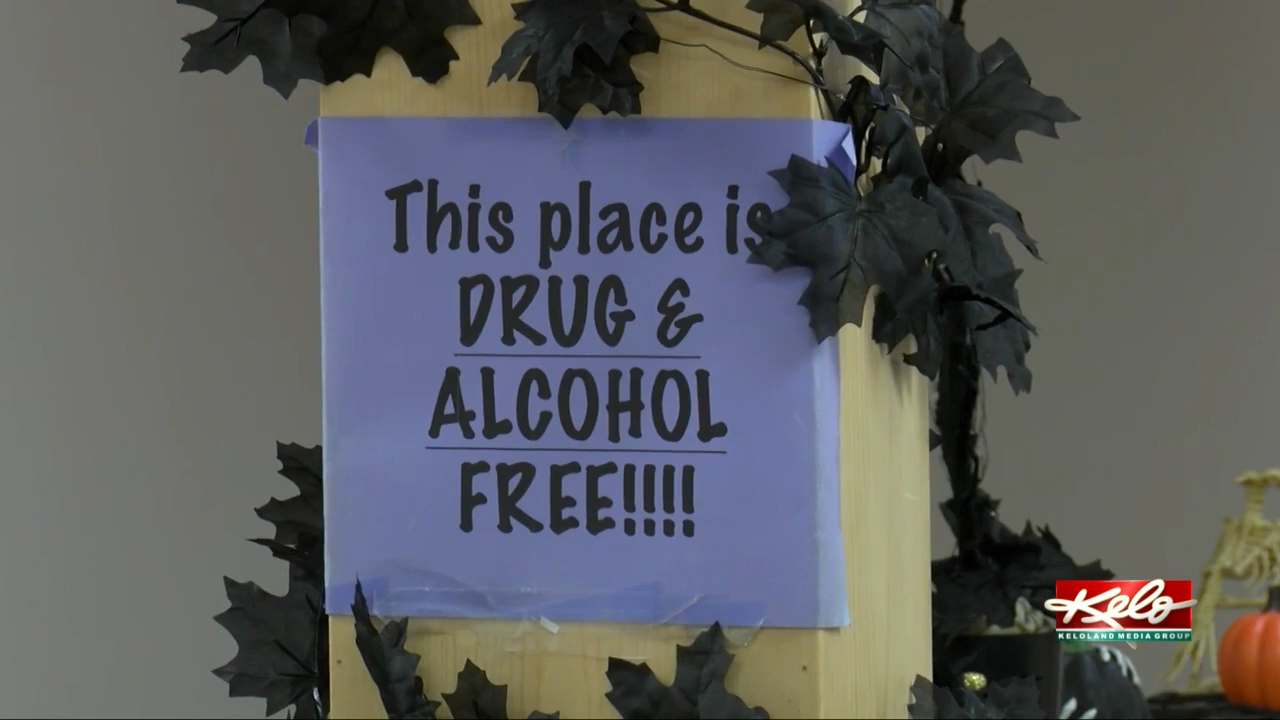 This place is
DRUG &
ALCOHOL
FREE!!!!
Kelo
KELOLAND MEDIA GROUP